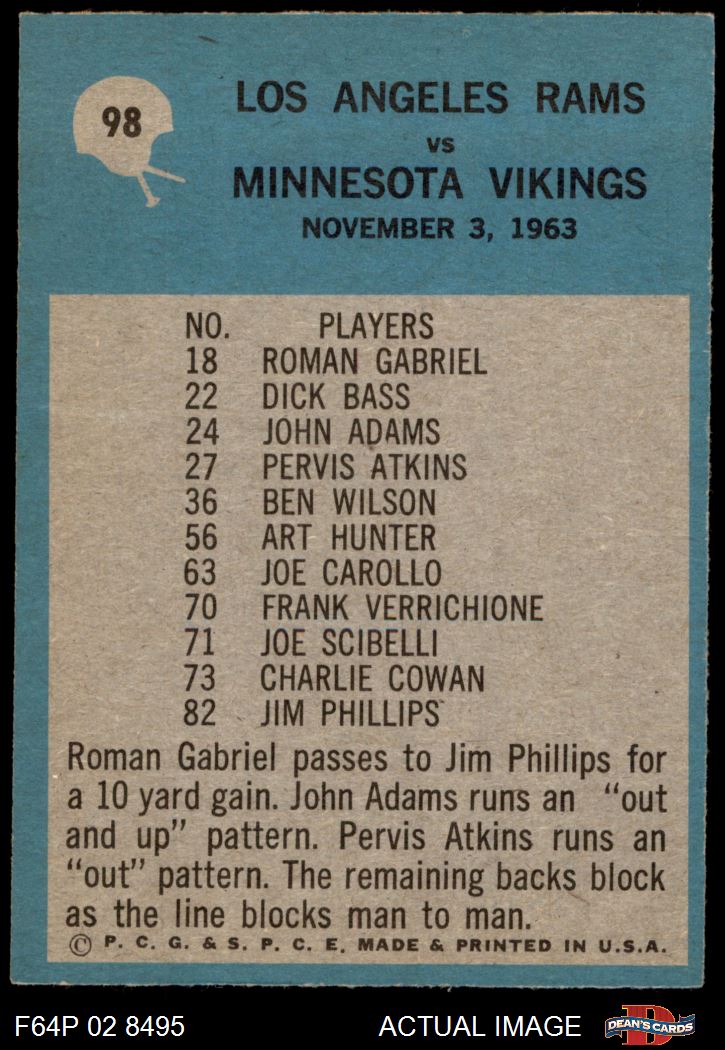 98
LOS ANGELES RAMS
VS
MINNESOTA VIKINGS
NOVEMBER 3, 1963
NO. PLAYERS
18 ROMAN GABRIEL
22 DICK BASS
24 JOHN ADAMS
27 PERVIS ATKINS
36 BEN WILSON
56 ART HUNTER
63 JOE CAROLLO
70 FRANK VERRICHIONE
71 JOE SCIBELLI
73 CHARLIE COWAN
82 JIM PHILLIPS
Roman Gabriel passes to Jim Phillips for
a 10 yard gain. John Adams runs an “out
and up” pattern. Pervis Atkins runs an
“out” pattern. The remaining backs block
as the line blocks man to man.
© P. C. G. & S. P. C. E. MADE & PRINTED IN U.S.A.
F64P 02 8495 ACTUAL IMAGE D DEAN'S CARDS